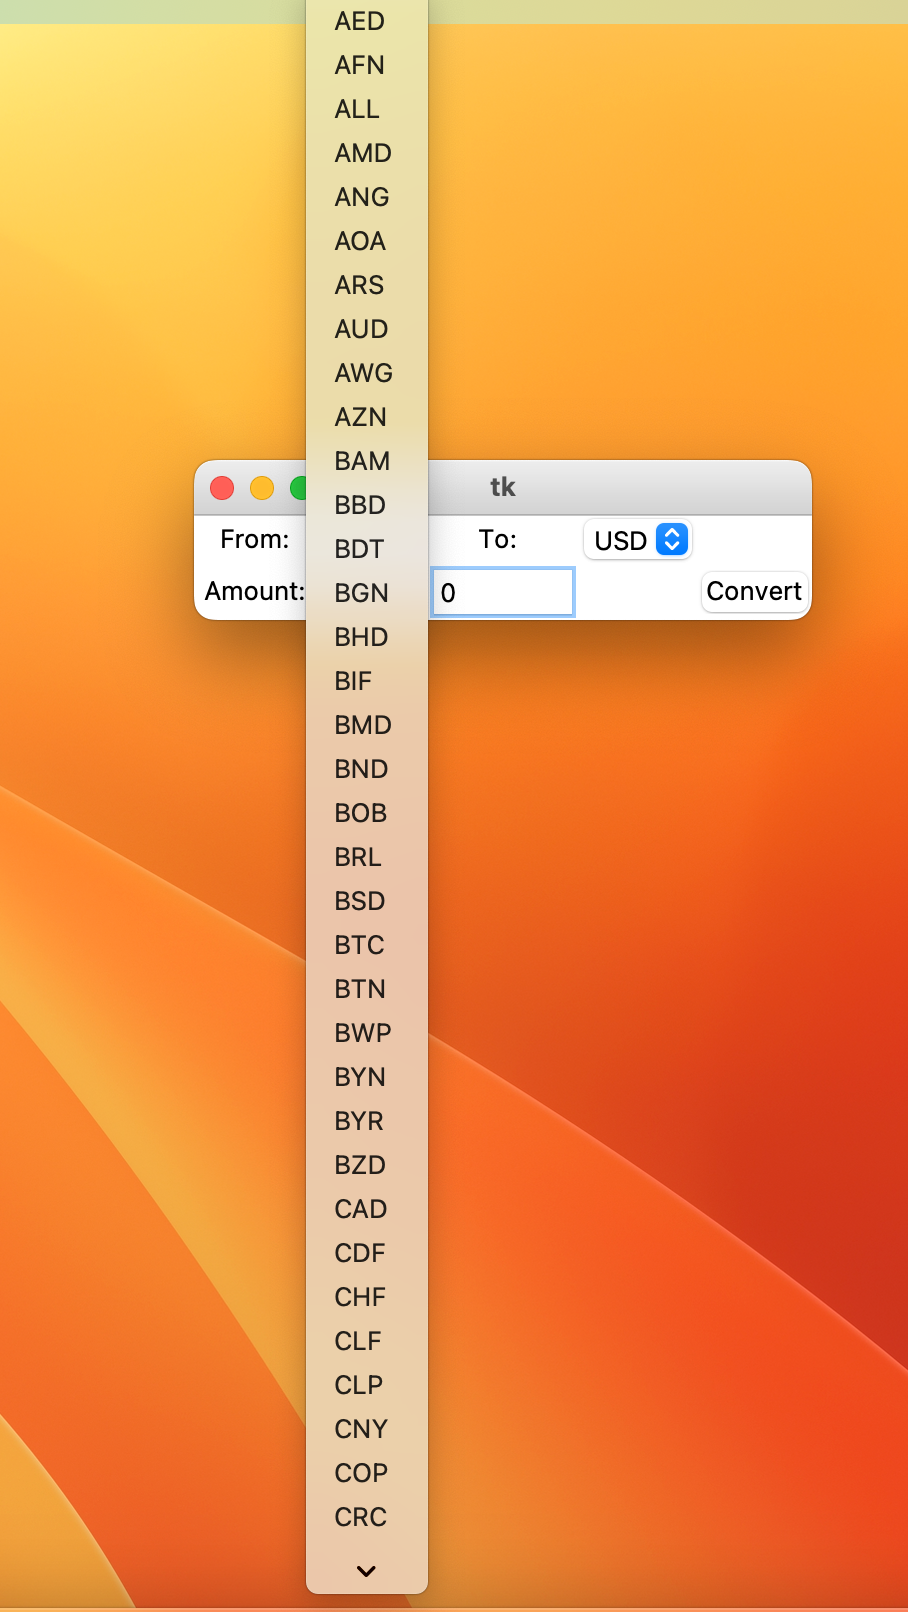 AED
AFN
ALL
AMD
ANG
AOA
ARS
AUD
AWG
AZN
BAM
BBD
BDT
BGN
BHD
BIF
BMD
BND
BOB
BRL
BSD
BTC
BTN
BWP
BYN
BYR
BZD
CAD
CDF
CHF
CLF
CLP
CNY
COP
CRC
tk
From:
To:
USD
Amount:
0
Convert